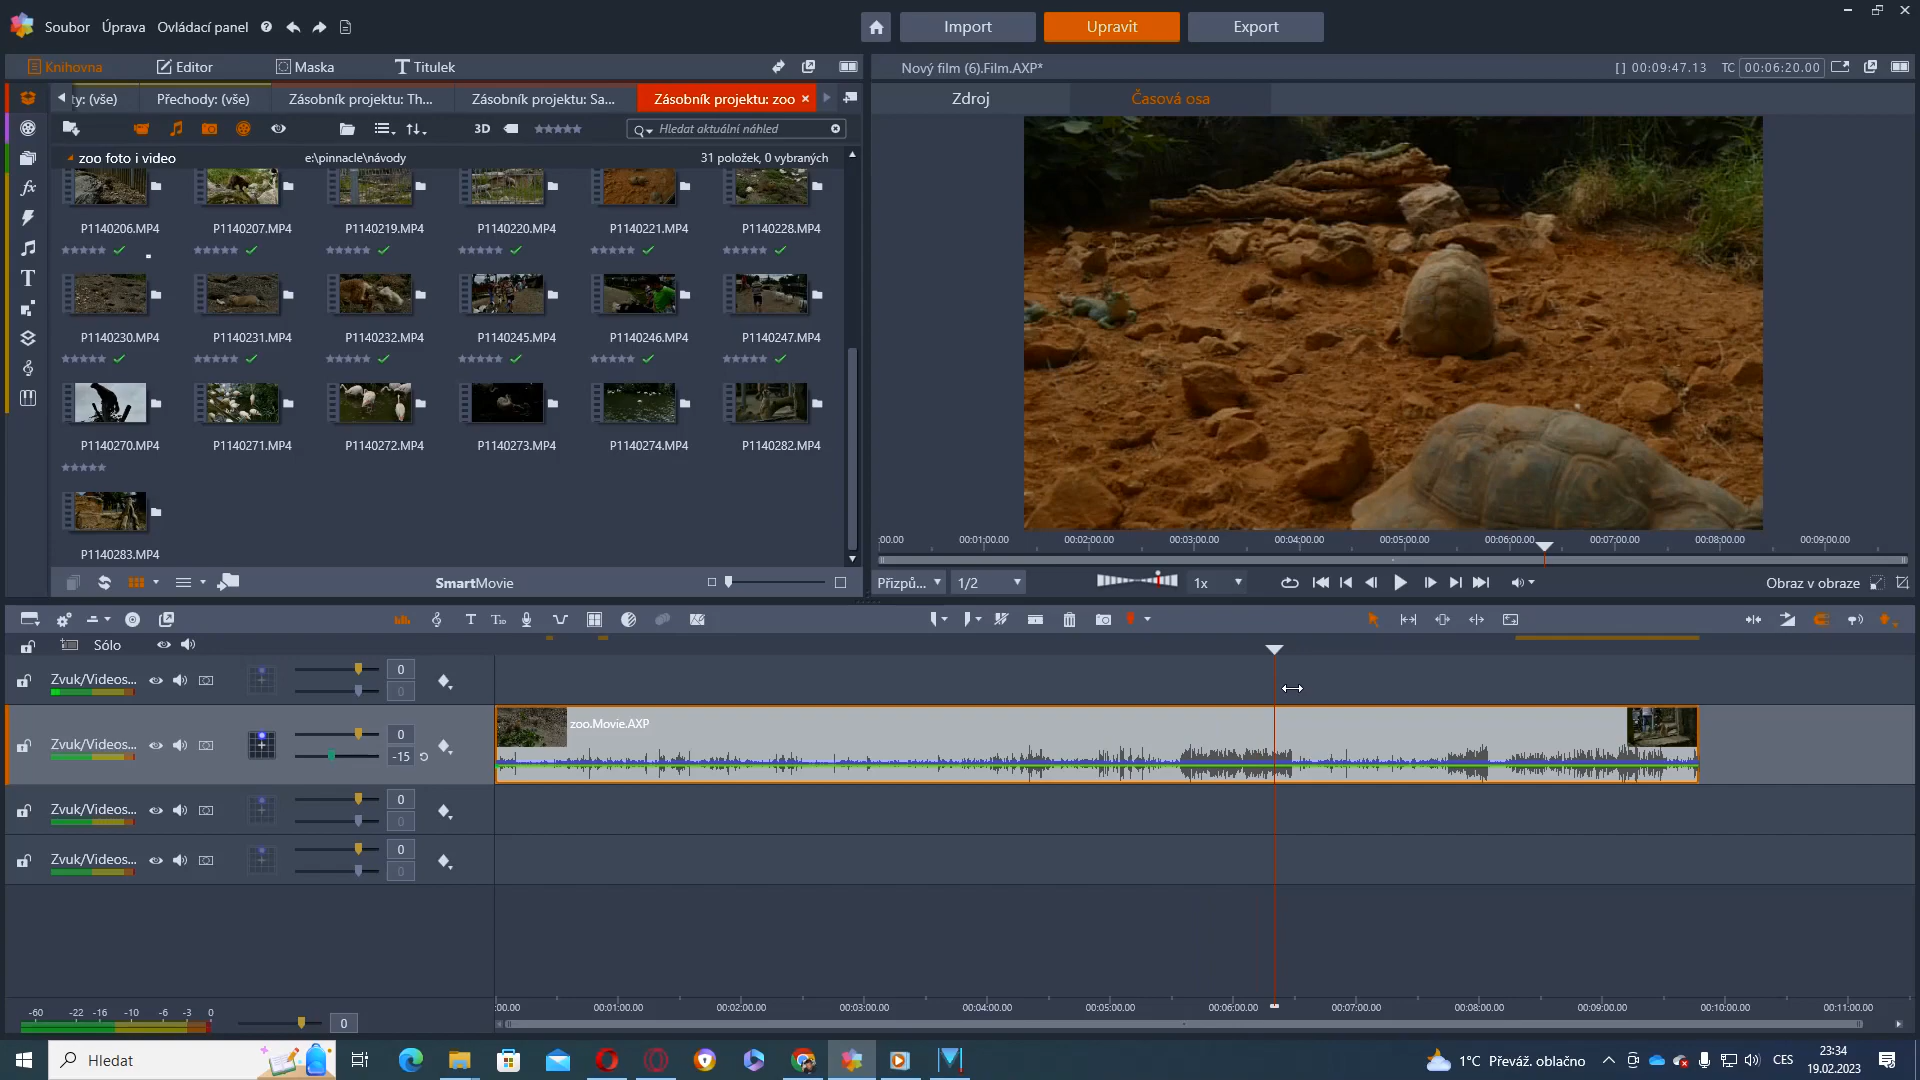 Soubor Úprava Ovládací panel
Import Upravit Export
Knihovna Editor Maska Titulek
Nový film (6).Film.AXP* [] 00:09:47.13 TC 00:06:20.00
ty: (vše) Přechody: (vše) Zásobník projektu: Th... Zásobník projektu: Sa... Zásobník projektu: zoo ×
Zdroj Časová osa
3D Hledat aktuální náhled
zoo foto i video e:\pinnacle\návody 31 položek, 0 vybraných
P1140206.MP4 P1140207.MP4 P1140219.MP4 P1140220.MP4 P1140221.MP4 P1140228.MP4
P1140230.MP4 P1140231.MP4 P1140232.MP4 P1140245.MP4 P1140246.MP4 P1140247.MP4
P1140270.MP4 P1140271.MP4 P1140272.MP4 P1140273.MP4 P1140274.MP4 P1140282.MP4
P1140283.MP4
:00.00 00:01:00.00 00:02:00.00 00:03:00.00 00:04:00.00 00:05:00.00 00:06:00.00 00:07:00.00 00:08:00.00 00:09:00.00
SmartMovie
Přizpů... 1/2 1x Obraz v obraze
Sólo
Zvuk/Videos... 0
0
zoo.Movie.AXP
Zvuk/Videos... 0
-15
Zvuk/Videos... 0
0
Zvuk/Videos... 0
0
:00.00 00:01:00.00 00:02:00.00 00:03:00.00 00:04:00.00 00:05:00.00 00:06:00.00 00:07:00.00 00:08:00.00 00:09:00.00 00:10:00.00 00:11:00.00
-60 -22 -16 -10 -6 -3 0
0
Hledat
1°C Převáž. oblačno
CES
23:34
19.02.2023